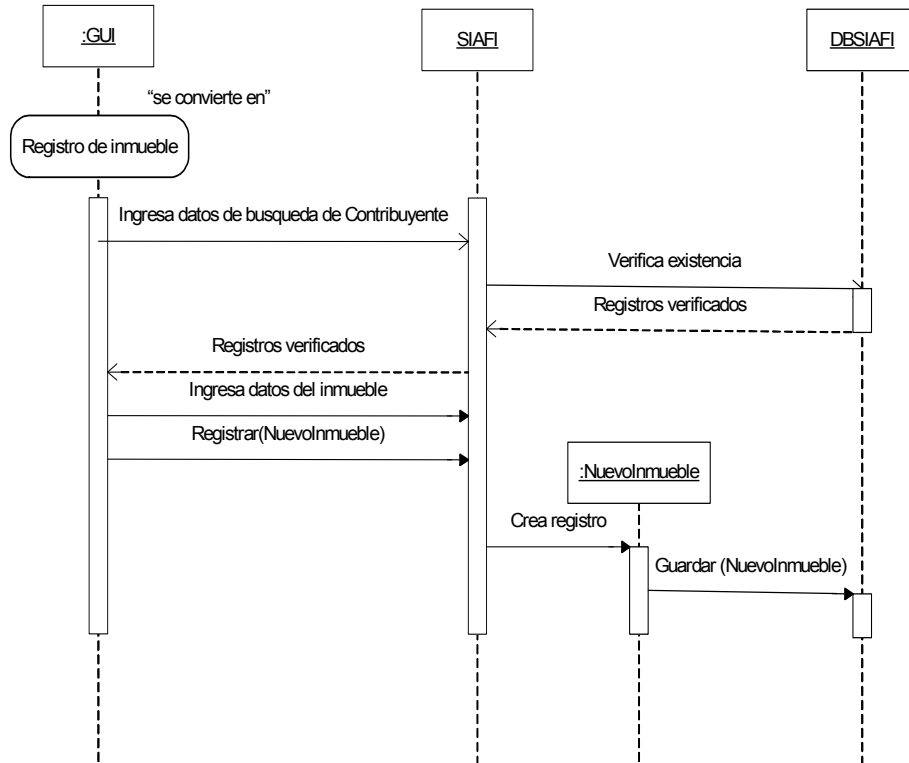 :GUI
SIAFI
DBSIAFI
“se convierte en”
Registro de inmueble
Ingresa datos de busqueda de Contribuyente
Verifica existencia
Registros verificados
Registros verificados
Ingresa datos del inmueble
Registrar(NuevoInmueble)
:NuevoInmueble
Crea registro
Guardar (NuevoInmueble)